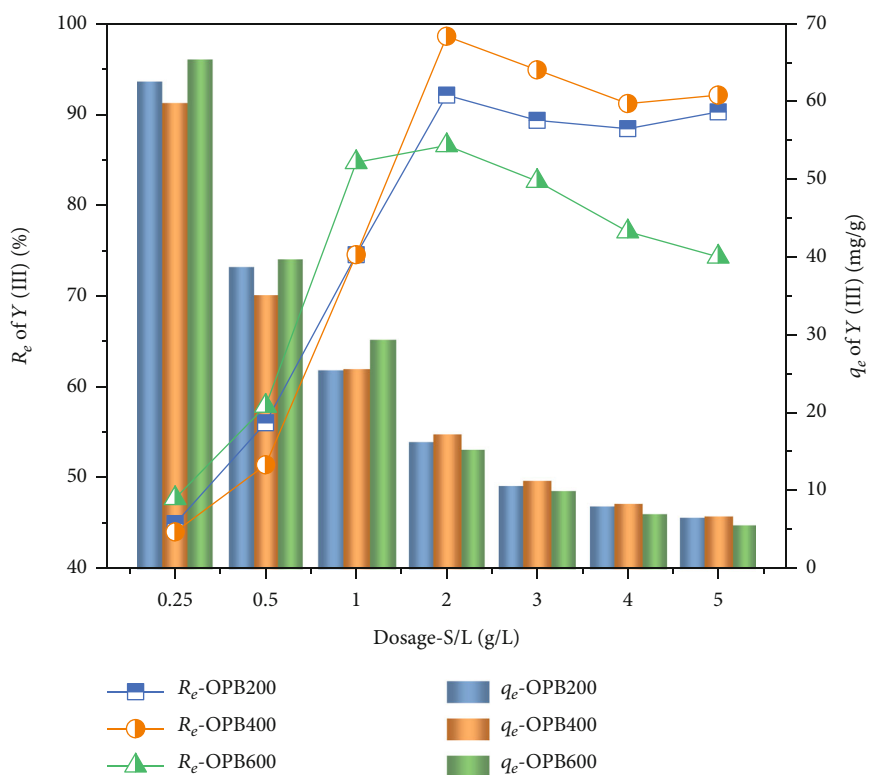 100
90
80
70
60
50
40
R_e of Y (III) (%)
70
60
50
40
30
20
10
0
q_e of Y (III) (mg/g)
0.25 0.5 1 2 3 4 5
Dosage-S/L (g/L)
R_e-OPB200 q_e-OPB200
R_e-OPB400 q_e-OPB400
R_e-OPB600 q_e-OPB600